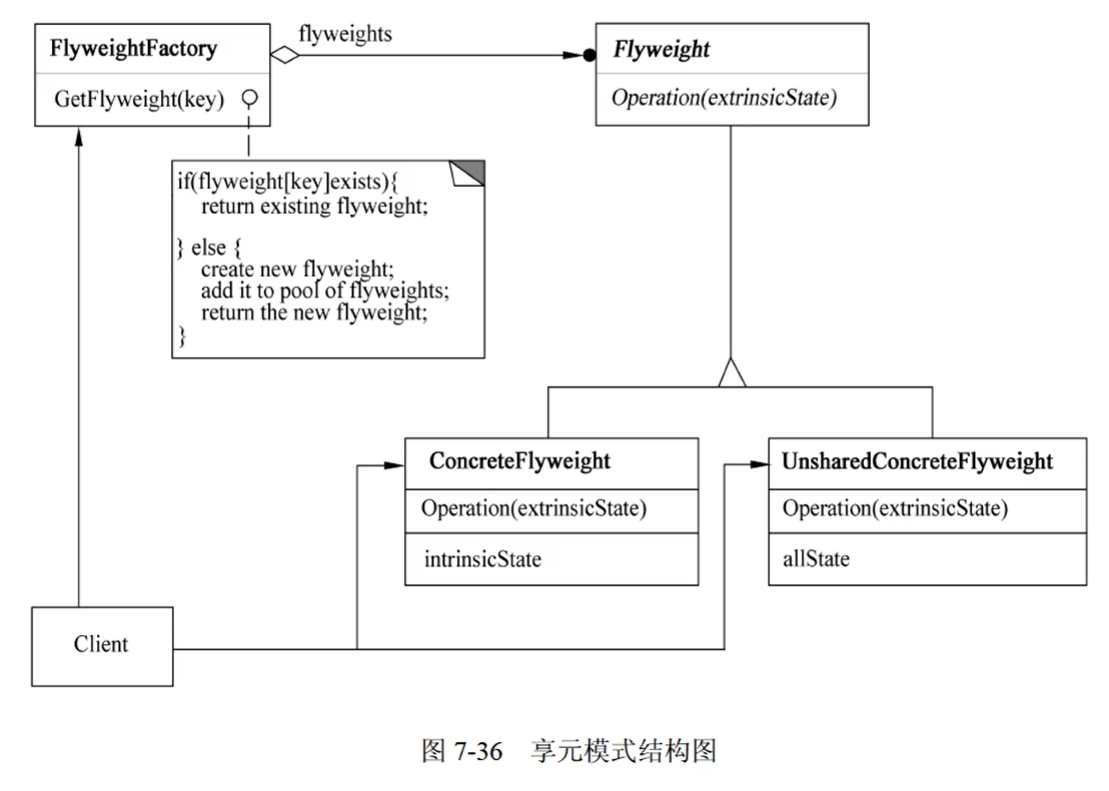 FlyweightFactory
GetFlyweight(key)
flyweights
Flyweight
Operation(extrinsicState)
if(flyweight[key]exists){
return existing flyweight;
} else {
create new flyweight;
add it to pool of flyweights;
return the new flyweight;
}
ConcreteFlyweight
Operation(extrinsicState)
intrinsicState
UnsharedConcreteFlyweight
Operation(extrinsicState)
allState
Client
图 7-36 享元模式结构图